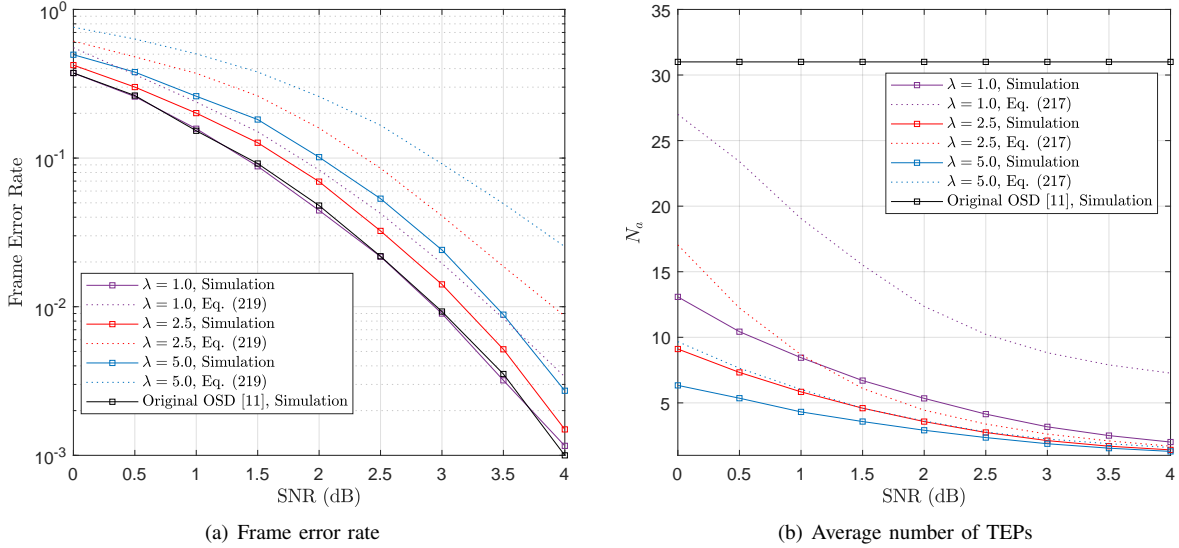 10^0
10^-1
10^-2
10^-3
Frame Error Rate
λ = 1.0, Simulation
λ = 1.0, Eq. (219)
λ = 2.5, Simulation
λ = 2.5, Eq. (219)
λ = 5.0, Simulation
λ = 5.0, Eq. (219)
Original OSD [11], Simulation
0 0.5 1 1.5 2 2.5 3 3.5 4
SNR (dB)
(a) Frame error rate
35
30
25
20
15
10
5
N_a
λ = 1.0, Simulation
λ = 1.0, Eq. (217)
λ = 2.5, Simulation
λ = 2.5, Eq. (217)
λ = 5.0, Simulation
λ = 5.0, Eq. (217)
Original OSD [11], Simulation
0 0.5 1 1.5 2 2.5 3 3.5 4
SNR (dB)
(b) Average number of TEPs